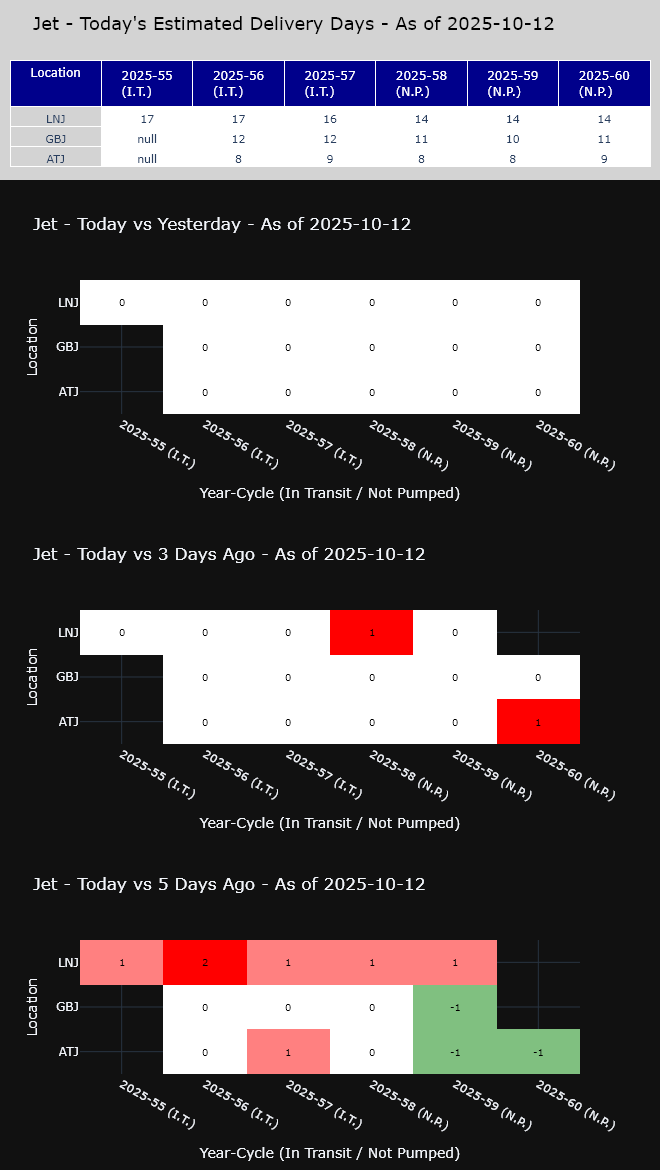 Jet - Today's Estimated Delivery Days - As of 2025-10-12
Location 2025-55 (I.T.) 2025-56 (I.T.) 2025-57 (I.T.) 2025-58 (N.P.) 2025-59 (N.P.) 2025-60 (N.P.)
LNJ 17 17 16 14 14 14
GBJ null 12 12 11 10 11
ATJ null 8 9 8 8 9
Jet - Today vs Yesterday - As of 2025-10-12
Location
LNJ 0 0 0 0 0 0
GBJ 0 0 0 0 0
ATJ 0 0 0 0 0
2025-55 (I.T.) 2025-56 (I.T.) 2025-57 (I.T.) 2025-58 (N.P.) 2025-59 (N.P.) 2025-60 (N.P.)
Year-Cycle (In Transit / Not Pumped)
Jet - Today vs 3 Days Ago - As of 2025-10-12
Location
LNJ 0 0 0 1 0
GBJ 0 0 0 0 0
ATJ 0 0 0 0 1
2025-55 (I.T.) 2025-56 (I.T.) 2025-57 (I.T.) 2025-58 (N.P.) 2025-59 (N.P.) 2025-60 (N.P.)
Year-Cycle (In Transit / Not Pumped)
Jet - Today vs 5 Days Ago - As of 2025-10-12
Location
LNJ 1 2 1 1 1
GBJ 0 0 0 -1
ATJ 0 1 0 -1 -1
2025-55 (I.T.) 2025-56 (I.T.) 2025-57 (I.T.) 2025-58 (N.P.) 2025-59 (N.P.) 2025-60 (N.P.)
Year-Cycle (In Transit / Not Pumped)